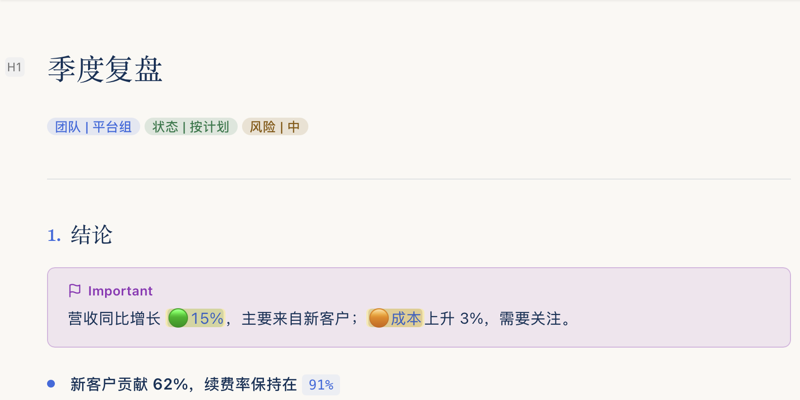 H1
季度复盘
团队 | 平台组 状态 | 按计划 风险 | 中
1. 结论
Important
营收同比增长 🟢15%，主要来自新客户；🟠成本上升 3%，需要关注。
新客户贡献 62%，续费率保持在 91%